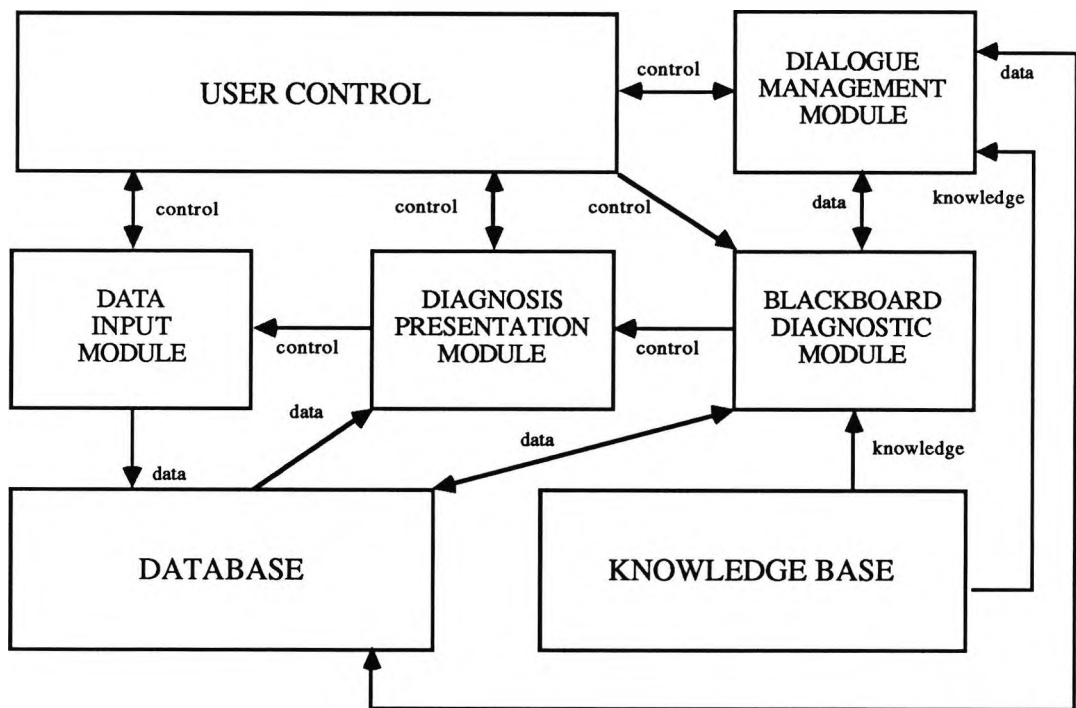 USER CONTROL
control
DIALOGUE
MANAGEMENT
MODULE
data
control
control
control
data
knowledge
DATA
INPUT
MODULE
control
DIAGNOSIS
PRESENTATION
MODULE
control
BLACKBOARD
DIAGNOSTIC
MODULE
data
data
data
knowledge
DATABASE
KNOWLEDGE BASE